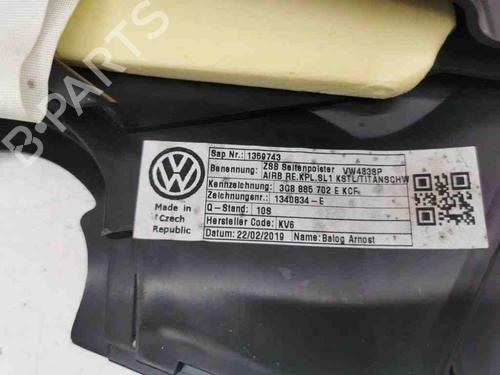 Sap Nr.: 1359743
Benennung: ZSB Seitenpolster VW483SP
AIRB RE.KPL.SL1 KSTL/TITANSCHW
Kennzeichnung: 3G8 885 702 E KCF
Zeichnungsnr.: 1340834-E
Q-Stand: 10S
Hersteller Code: KV6
Datum: 22/02/2019 Name: Balog Arnost
Made in
Czech
Republic
B-PARTS